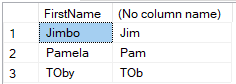 FirstName (No column name)
1 Jimbo Jim
2 Pamela Pam
3 TOby TOb